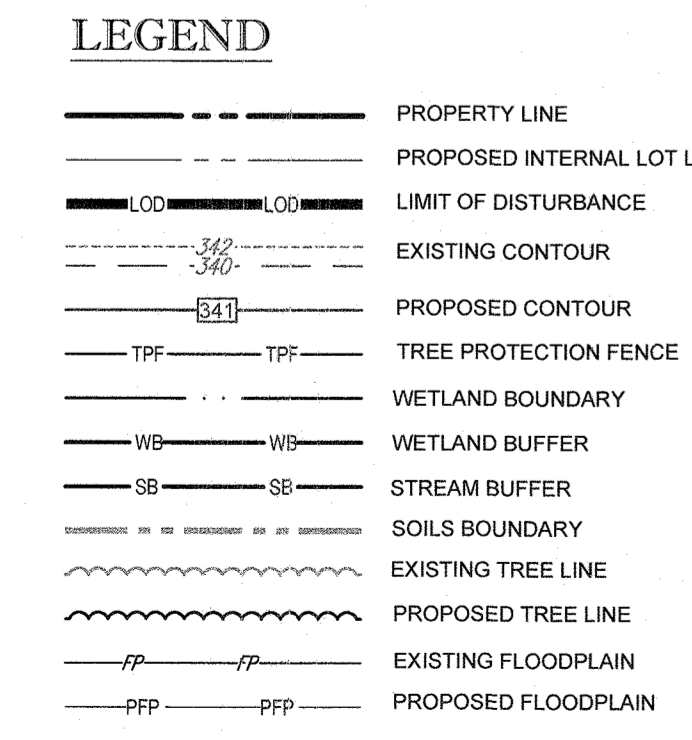 LEGEND
PROPERTY LINE
PROPOSED INTERNAL LOT L
LOD LOD LIMIT OF DISTURBANCE
342
340
EXISTING CONTOUR
341 PROPOSED CONTOUR
TPF TPF TREE PROTECTION FENCE
WETLAND BOUNDARY
WB WB WETLAND BUFFER
SB SB STREAM BUFFER
SOILS BOUNDARY
EXISTING TREE LINE
PROPOSED TREE LINE
FP FP EXISTING FLOODPLAIN
PFP PFP PROPOSED FLOODPLAIN